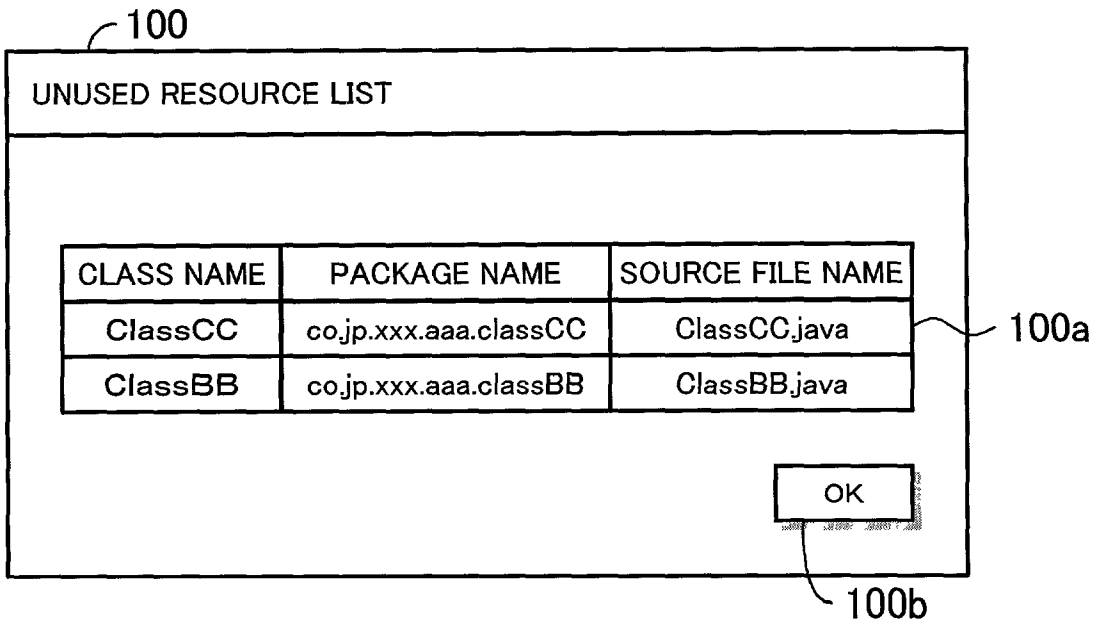 100
UNUSED RESOURCE LIST
CLASS NAME PACKAGE NAME SOURCE FILE NAME
ClassCC co.jp.xxx.aaa.classCC ClassCC.java
100a
ClassBB co.jp.xxx.aaa.classBB ClassBB.java
OK
100b